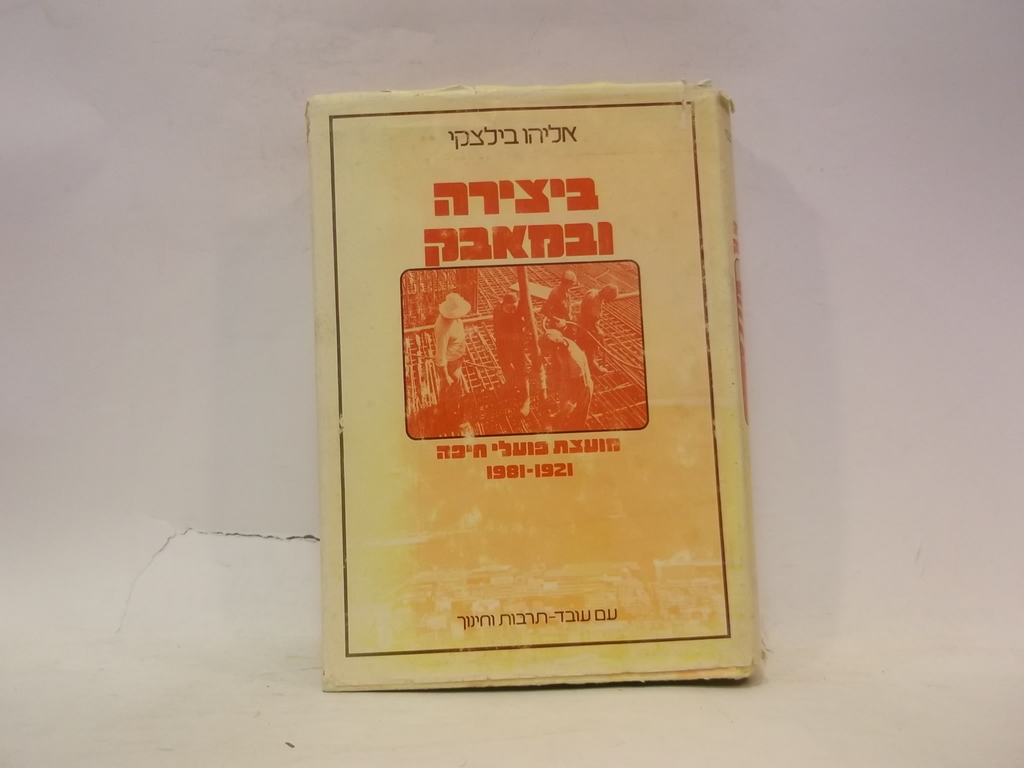 אליהו בילצקי
ביצירה
ובמאבק
מועצת פועלי חיפה
1981-1921
עם עובד-תרבות וחינוך